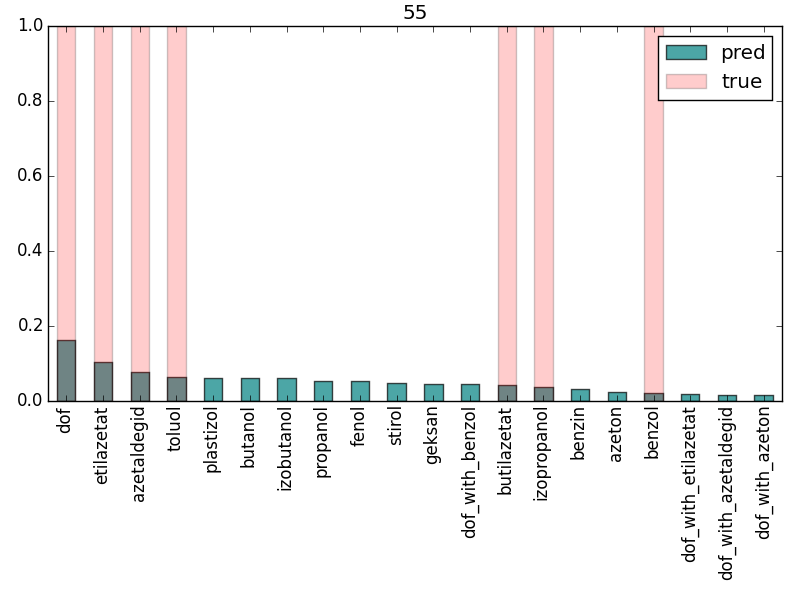 55
1.0
0.8
0.6
0.4
0.2
0.0
pred
true
dof
etilazetat
azetaldegid
toluol
plastizol
butanol
izobutanol
propanol
fenol
stirol
geksan
dof_with_benzol
butilazetat
izopropanol
benzin
azeton
benzol
dof_with_etilazetat
dof_with_azetaldegid
dof_with_azeton